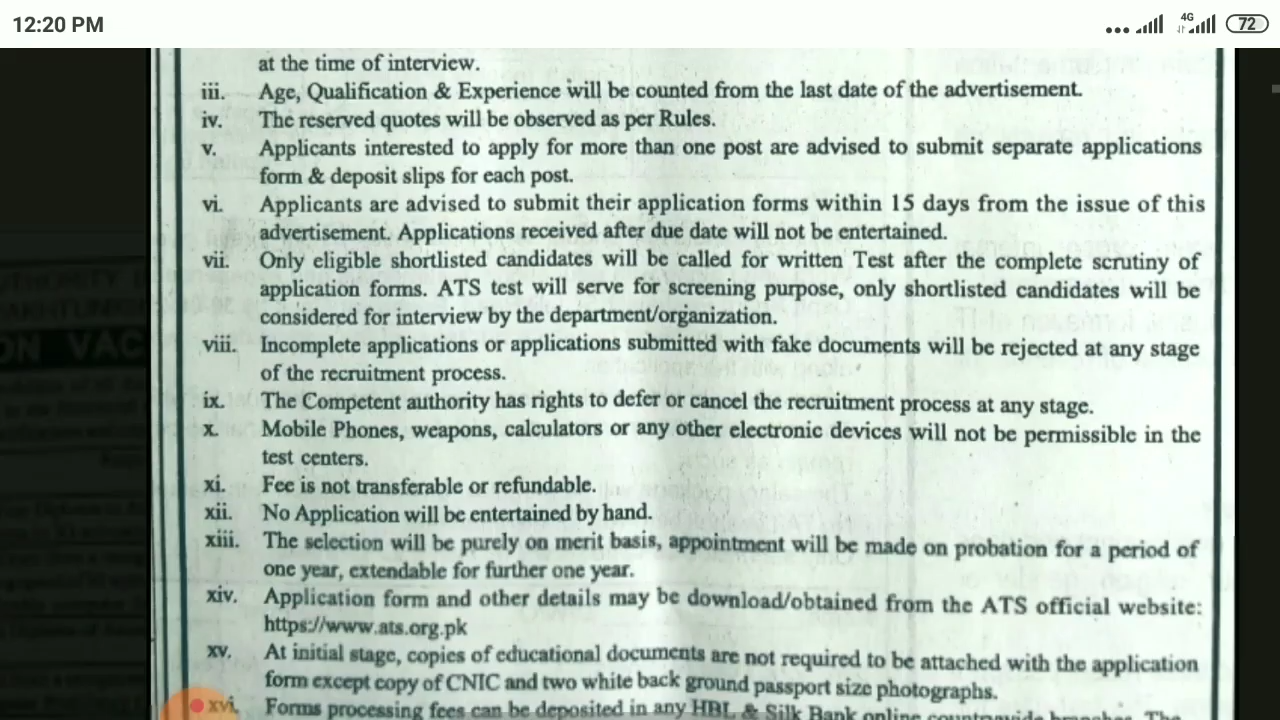 12:20 PM
4G
72
at the time of interview.
iii. Age, Qualification & Experience will be counted from the last date of the advertisement.
iv. The reserved quotes will be observed as per Rules.
v. Applicants interested to apply for more than one post are advised to submit separate applications
form & deposit slips for each post.
vi. Applicants are advised to submit their application forms within 15 days from the issue of this
advertisement. Applications received after due date will not be entertained.
vii. Only eligible shortlisted candidates will be called for written Test after the complete scrutiny of
application forms. ATS test will serve for screening purpose, only shortlisted candidates will be
considered for interview by the department/organization.
viii. Incomplete applications or applications submitted with fake documents will be rejected at any stage
of the recruitment process.
ix. The Competent authority has rights to defer or cancel the recruitment process at any stage.
x. Mobile Phones, weapons, calculators or any other electronic devices will not be permissible in the
test centers.
xi. Fee is not transferable or refundable.
xii. No Application will be entertained by hand.
xiii. The selection will be purely on merit basis, appointment will be made on probation for a period of
one year, extendable for further one year.
xiv. Application form and other details may be download/obtained from the ATS official website:
https://www.ats.org.pk
xv. At initial stage, copies of educational documents are not required to be attached with the application
form except copy of CNIC and two white back ground passport size photographs.
xvi. Forms processing fees can be deposited in any HBL & Silk Bank online countrywide branches. The